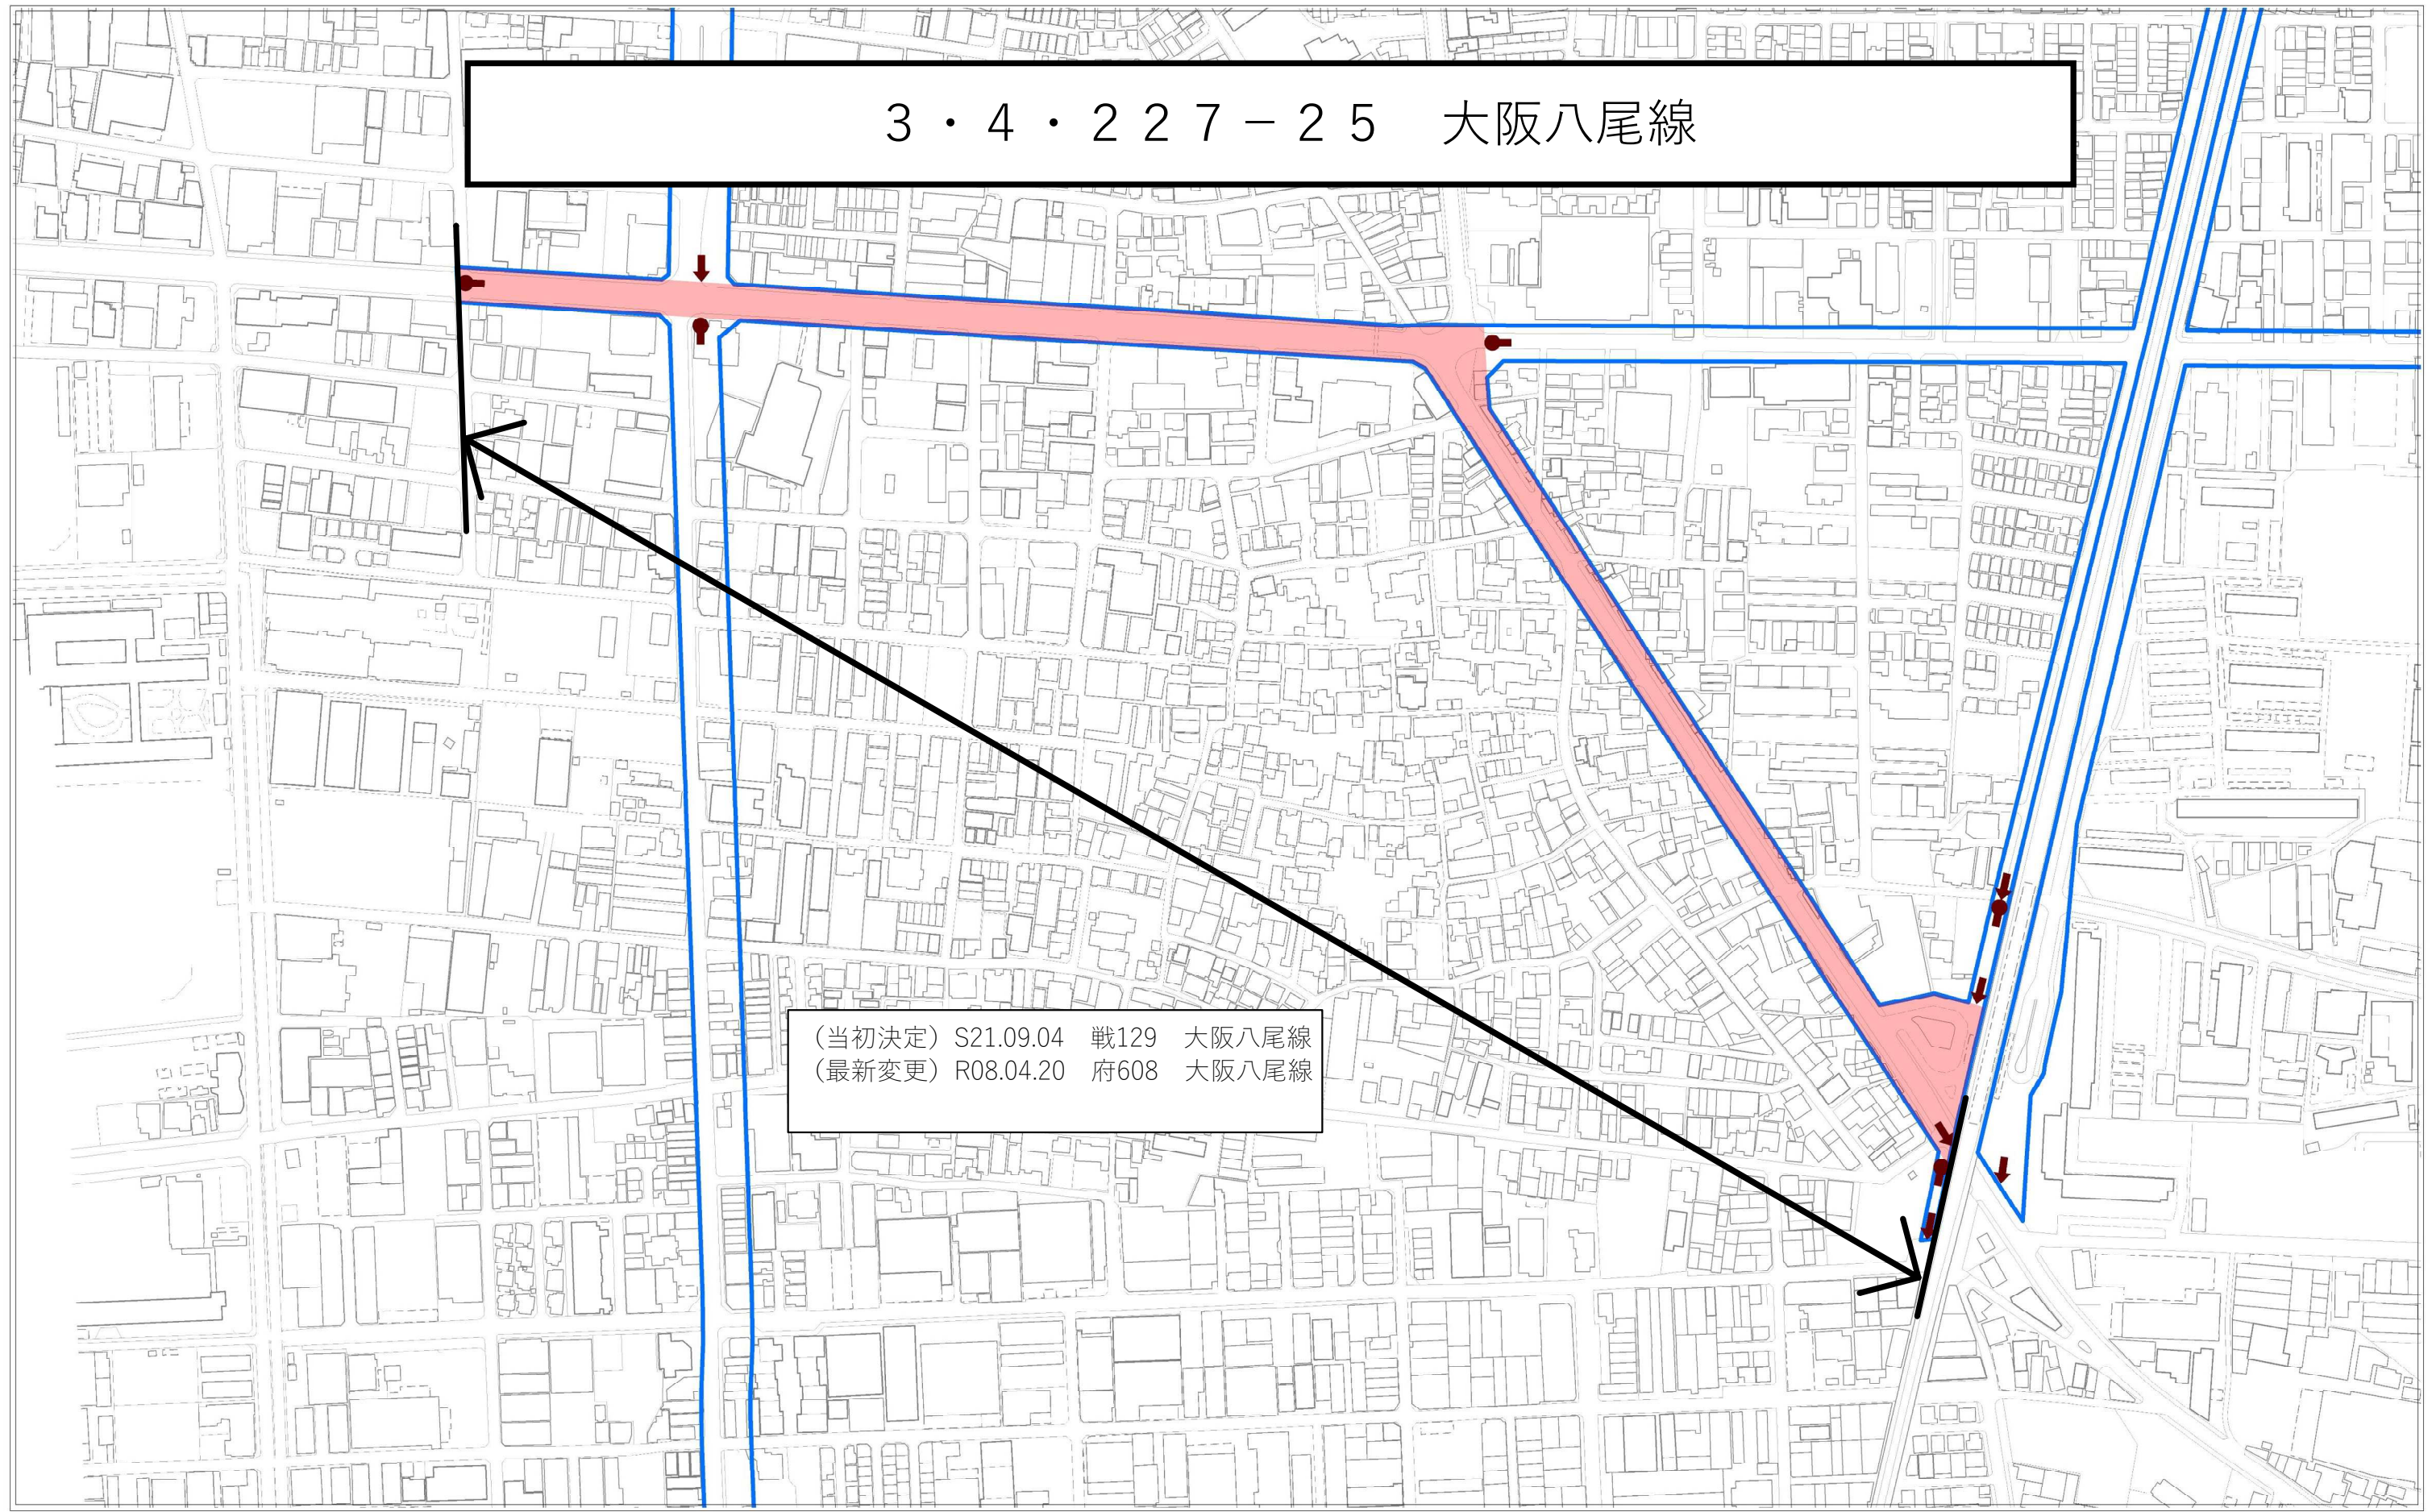 ３・４・２２７－２５　大阪八尾線
（当初決定）S21.09.04　戦129　大阪八尾線
（最新変更）R08.04.20　府608　大阪八尾線